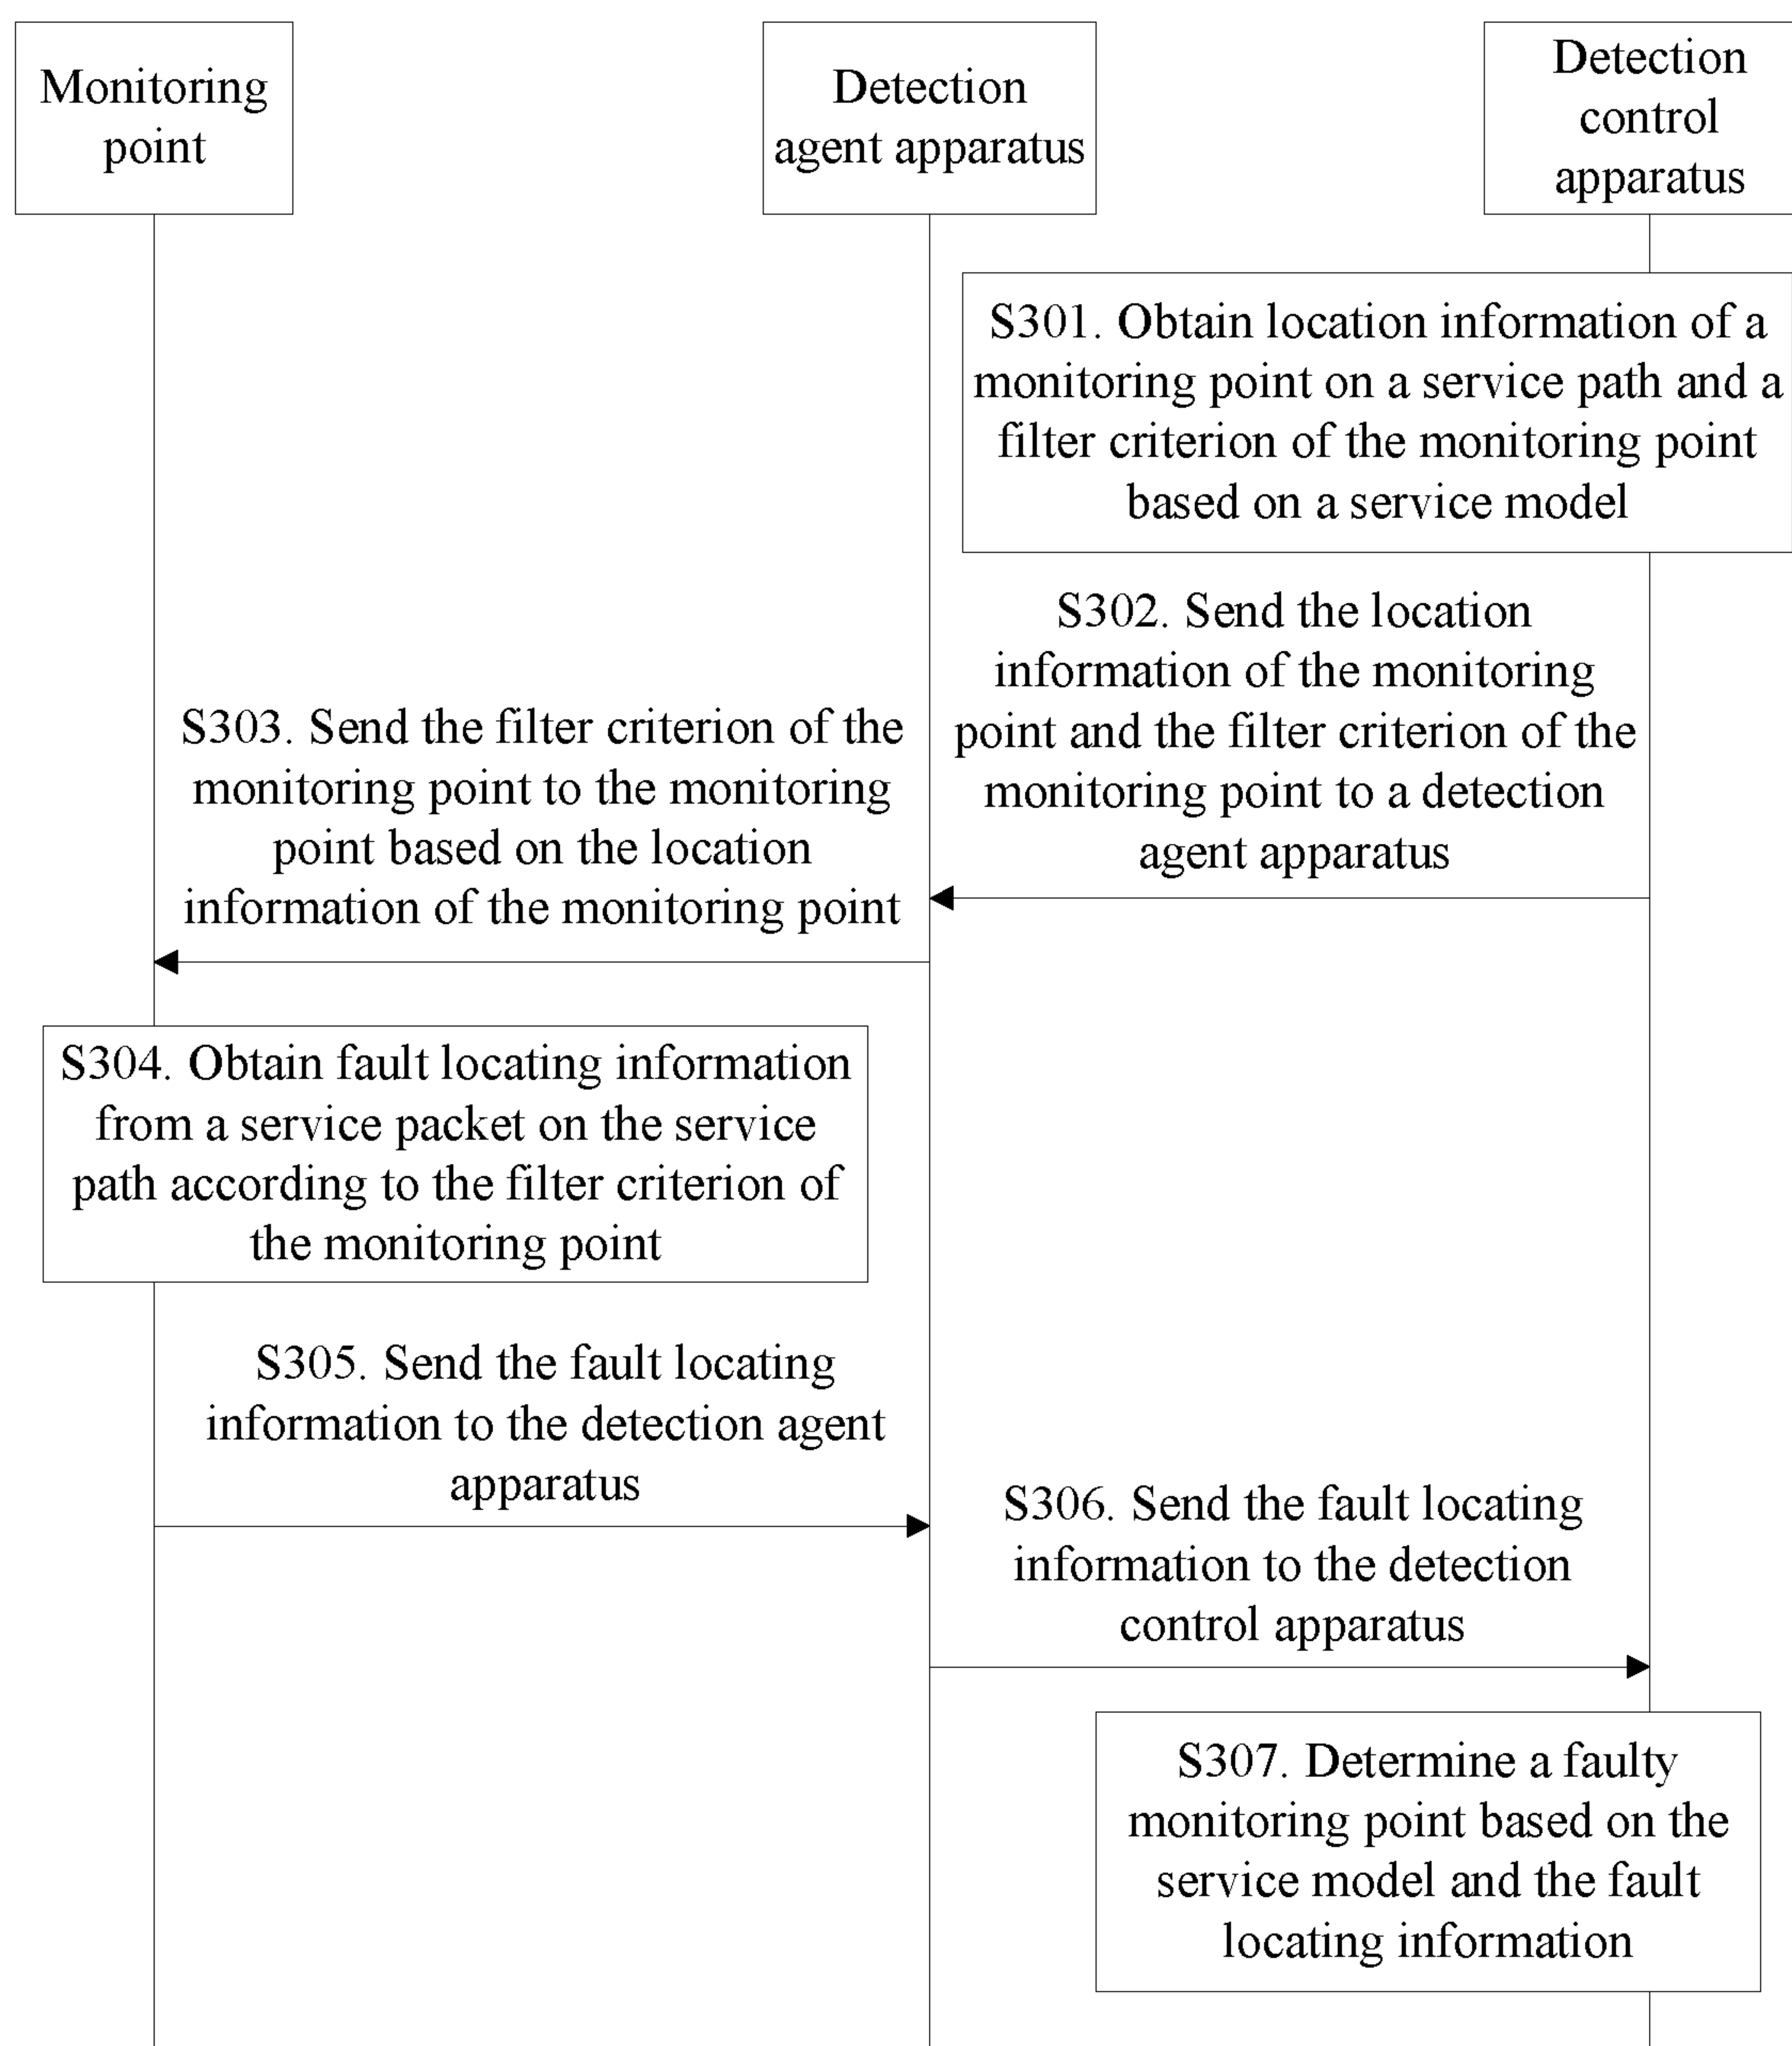 Monitoring
point
Detection
agent apparatus
Detection
control
apparatus
S301. Obtain location information of a
monitoring point on a service path and a
filter criterion of the monitoring point
based on a service model
S302. Send the location
information of the monitoring
point and the filter criterion of the
monitoring point to a detection
agent apparatus
S303. Send the filter criterion of the
monitoring point to the monitoring
point based on the location
information of the monitoring point
S304. Obtain fault locating information
from a service packet on the service
path according to the filter criterion of
the monitoring point
S305. Send the fault locating
information to the detection agent
apparatus
S306. Send the fault locating
information to the detection
control apparatus
S307. Determine a faulty
monitoring point based on the
service model and the fault
locating information